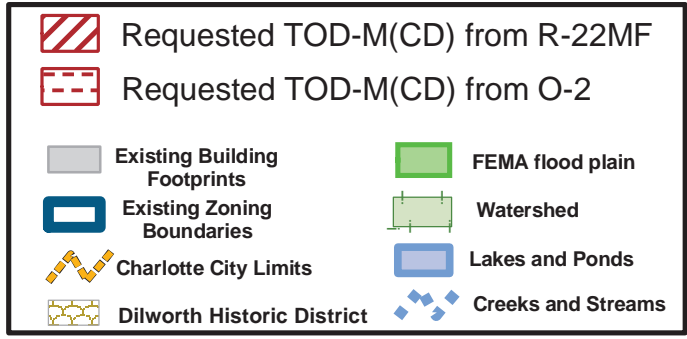 Requested TOD-M(CD) from R-22MF
Requested TOD-M(CD) from O-2
Existing Building
Footprints
Existing Zoning
Boundaries
Charlotte City Limits
Dilworth Historic District
FEMA flood plain
Watershed
Lakes and Ponds
Creeks and Streams